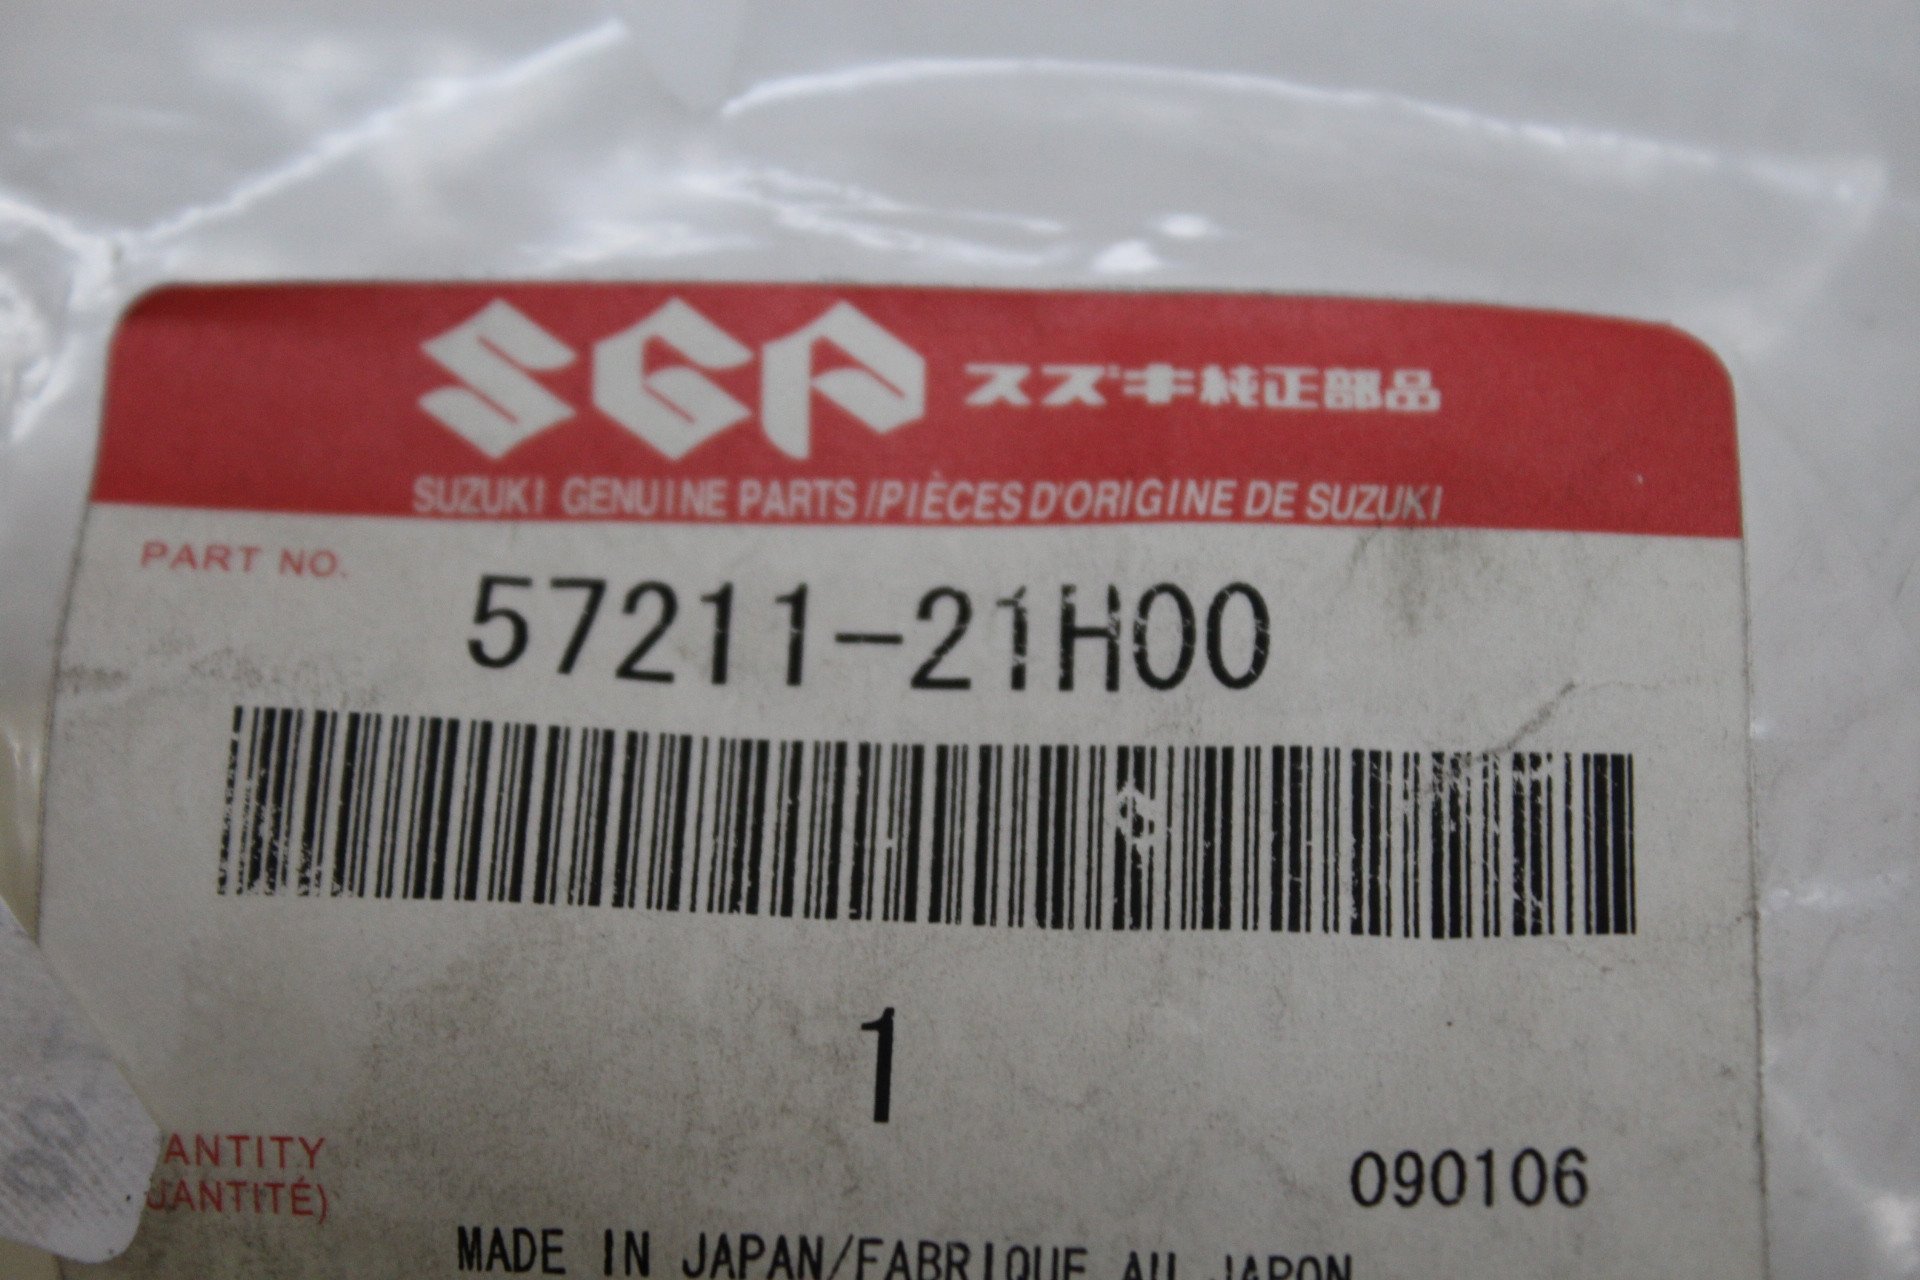 SGP スズキ純正部品
SUZUKI GENUINE PARTS/PIÈCES D'ORIGINE DE SUZUKI
PART NO. 57211-21H00
1
ANTITY
UANTITÉ)
090106
MADE IN JAPAN/FABRIQUE AU JAPON